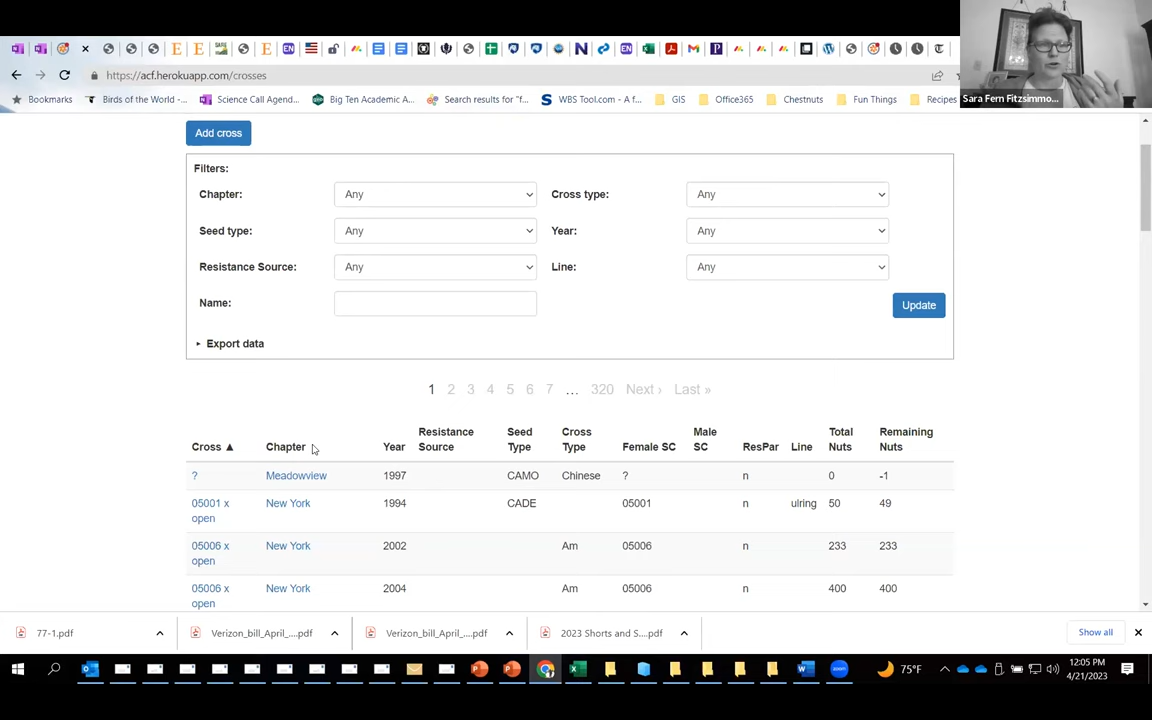 https://acf.herokuapp.com/crosses
Bookmarks
Birds of the World -...
Science Call Agend...
Big Ten Academic A...
Search results for "f...
WBS Tool.com - A f...
GIS
Office365
Chestnuts
Fun Things
Recipes
Sara Fern Fitzsimmo...
Add cross
Filters:
Chapter: Any Cross type: Any
Seed type: Any Year: Any
Resistance Source: Any Line: Any
Name: Update
Export data
1 2 3 4 5 6 7 ... 320 Next › Last »
Cross ▲ Chapter Year Resistance Source Seed Type Cross Type Female SC Male SC ResPar Line Total Nuts Remaining Nuts
? Meadowview 1997 CAMO Chinese ? n 0 -1
05001 x open New York 1994 CADE 05001 n ulring 50 49
05006 x open New York 2002 Am 05006 n 233 233
05006 x open New York 2004 Am 05006 n 400 400
77-1.pdf
Verizon_bill_April_....pdf
Verizon_bill_April_....pdf
2023 Shorts and S....pdf
Show all
75°F
12:05 PM
4/21/2023